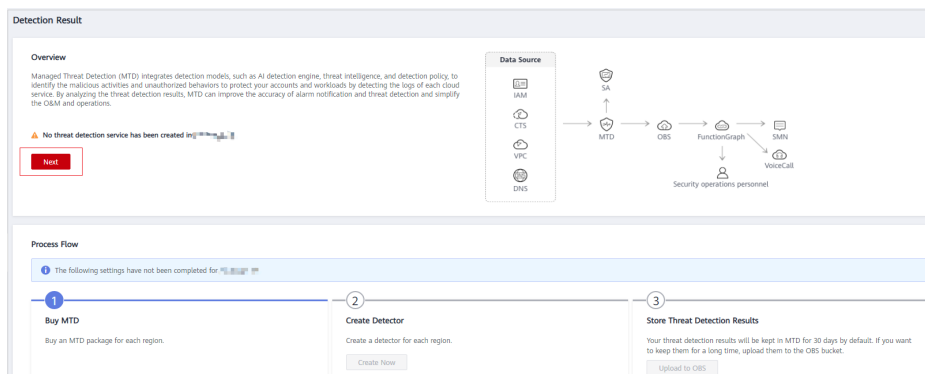 Detection Result
Overview
Managed Threat Detection (MTD) integrates detection models, such as AI detection engine, threat intelligence, and detection policy, to
identify the malicious activities and unauthorized behaviors to protect your accounts and workloads by detecting the logs of each cloud
service. By analyzing the threat detection results, MTD can improve the accuracy of alarm notification and threat detection and simplify
the O&M and operations.
No threat detection service has been created in
Next
Data Source
IAM
CTS
VPC
DNS
SA
MTD
OBS
FunctionGraph
SMN
VoiceCall
Security operations personnel
Process Flow
The following settings have not been completed for
1
Buy MTD
Buy an MTD package for each region.
2
Create Detector
Create a detector for each region.
Create Now
3
Store Threat Detection Results
Your threat detection results will be kept in MTD for 30 days by default. If you want
to keep them for a long time, upload them to the OBS bucket.
Upload to OBS